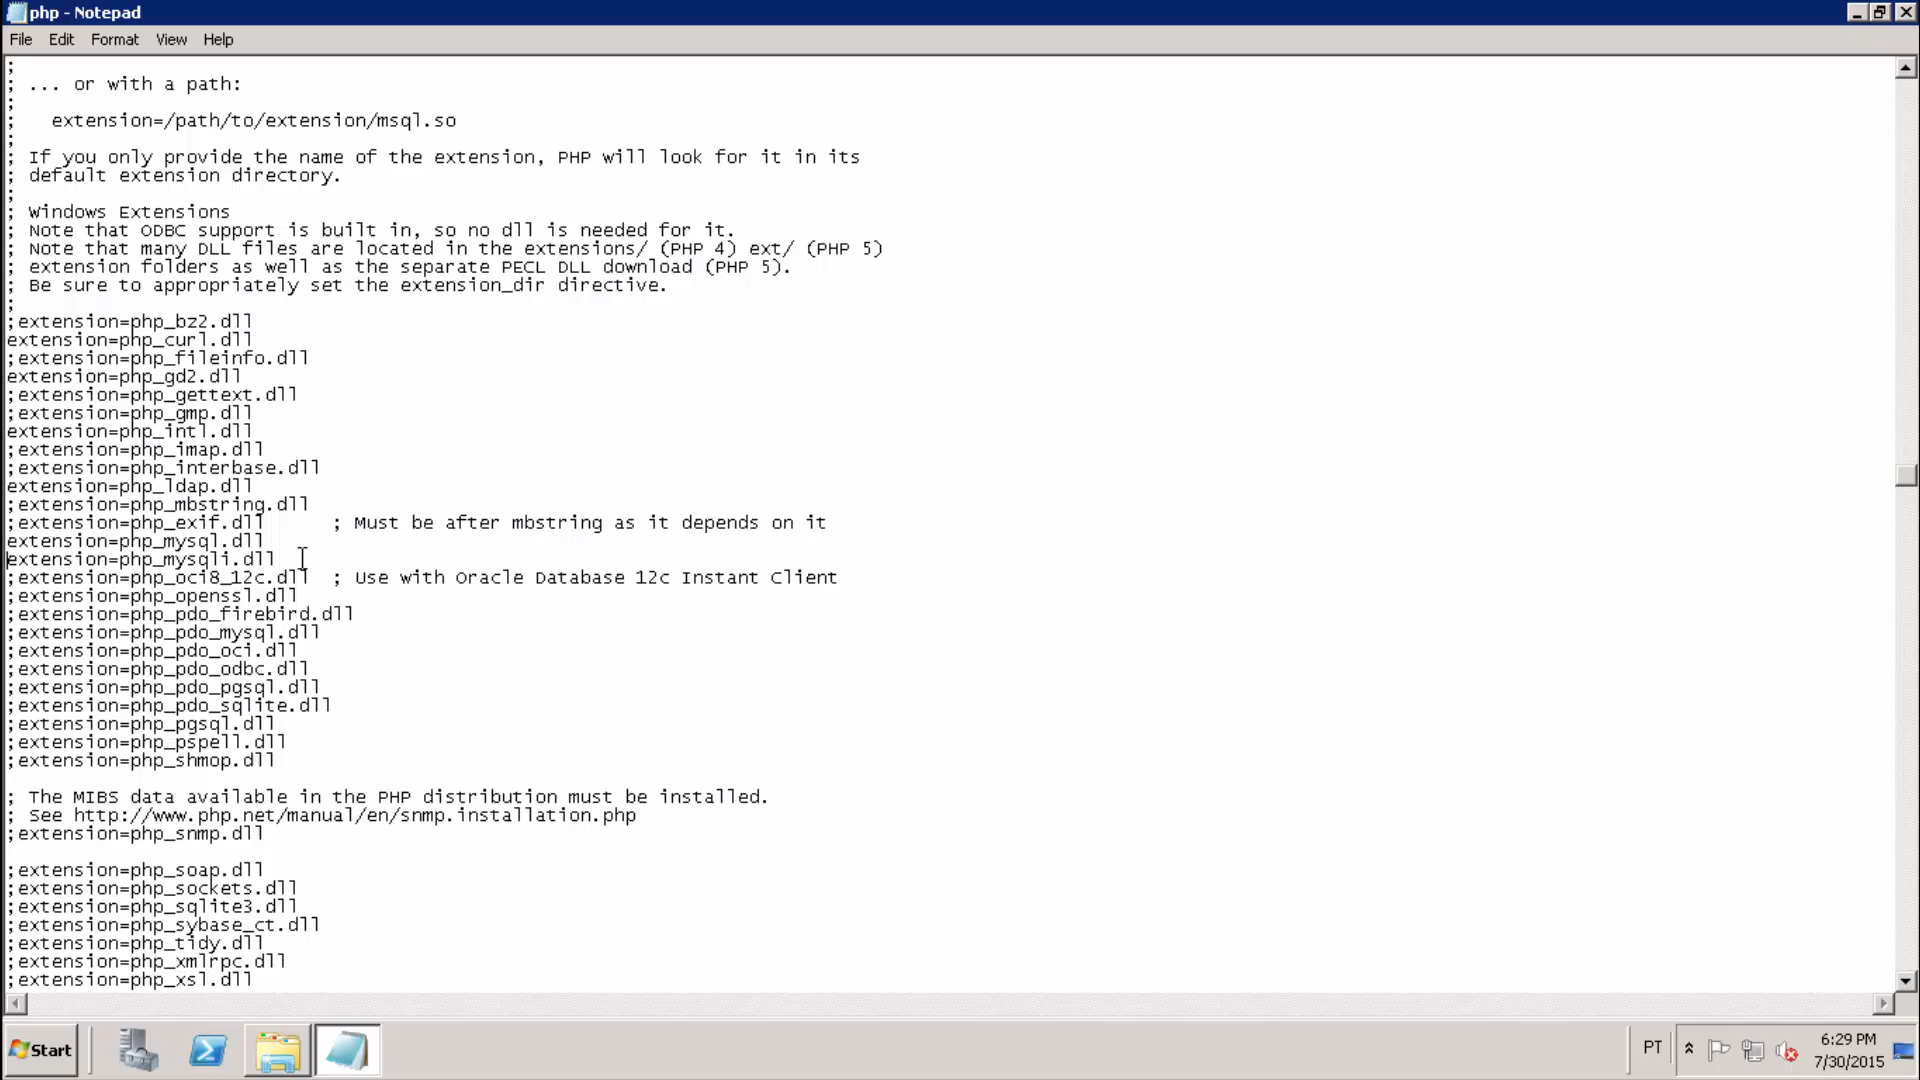 php - Notepad
File Edit Format View Help
;
; ... or with a path:
;
;   extension=/path/to/extension/msql.so
;
; If you only provide the name of the extension, PHP will look for it in its
; default extension directory.
;
; Windows Extensions
; Note that ODBC support is built in, so no dll is needed for it.
; Note that many DLL files are located in the extensions/ (PHP 4) ext/ (PHP 5)
; extension folders as well as the separate PECL DLL download (PHP 5).
; Be sure to appropriately set the extension_dir directive.
;
;extension=php_bz2.dll
extension=php_curl.dll
;extension=php_fileinfo.dll
extension=php_gd2.dll
;extension=php_gettext.dll
;extension=php_gmp.dll
extension=php_intl.dll
;extension=php_imap.dll
;extension=php_interbase.dll
extension=php_ldap.dll
;extension=php_mbstring.dll
;extension=php_exif.dll      ; Must be after mbstring as it depends on it
extension=php_mysql.dll
extension=php_mysqli.dll
;extension=php_oci8_12c.dll  ; Use with Oracle Database 12c Instant Client
;extension=php_openssl.dll
;extension=php_pdo_firebird.dll
;extension=php_pdo_mysql.dll
;extension=php_pdo_oci.dll
;extension=php_pdo_odbc.dll
;extension=php_pdo_pgsql.dll
;extension=php_pdo_sqlite.dll
;extension=php_pgsql.dll
;extension=php_pspell.dll
;extension=php_shmop.dll
; The MIBS data available in the PHP distribution must be installed.
; See http://www.php.net/manual/en/snmp.installation.php
;extension=php_snmp.dll
;extension=php_soap.dll
;extension=php_sockets.dll
;extension=php_sqlite3.dll
;extension=php_sybase_ct.dll
;extension=php_tidy.dll
;extension=php_xmlrpc.dll
;extension=php_xsl.dll
Start
PT
6:29 PM
7/30/2015